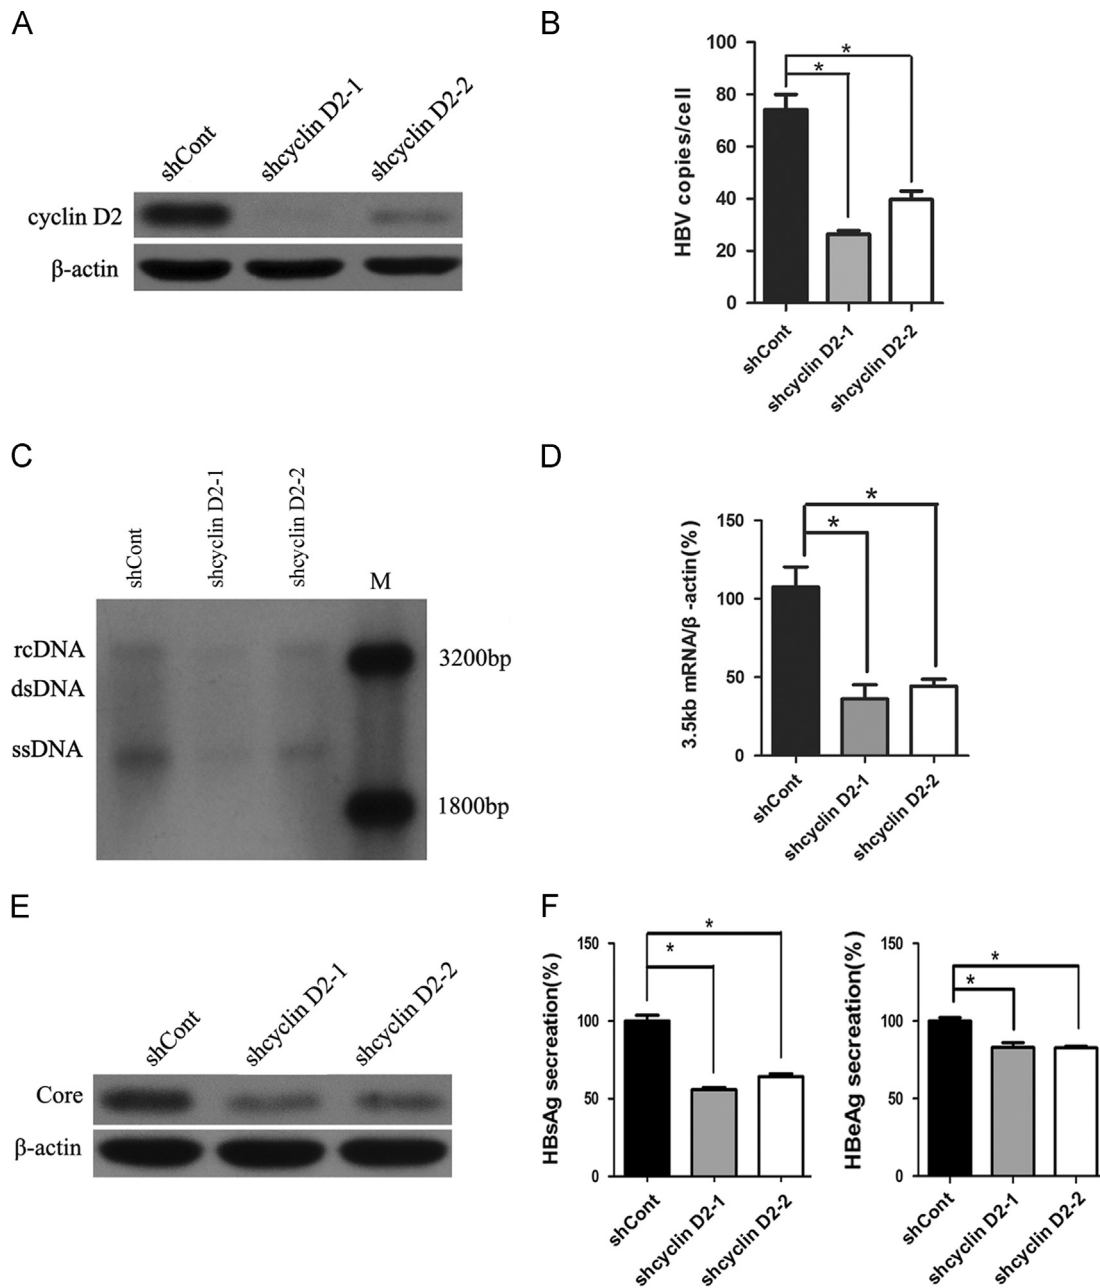 A
shCont
shcyclin D2-1
shcyclin D2-2
cyclin D2
β-actin
B
HBV copies/cell
100
80
60
40
20
0
*
*
shCont
shcyclin D2-1
shcyclin D2-2
C
shCont
shcyclin D2-1
shcyclin D2-2
M
rcDNA
dsDNA
ssDNA
3200bp
1800bp
D
3.5kb mRNA/β -actin(%)
150
100
50
0
*
*
shCont
shcyclin D2-1
shcyclin D2-2
E
shCont
shcyclin D2-1
shcyclin D2-2
Core
β-actin
F
HBsAg secreation(%)
150
100
50
0
*
*
shCont
shcyclin D2-1
shcyclin D2-2
HBeAg secreation(%)
150
100
50
0
*
*
shCont
shcyclin D2-1
shcyclin D2-2